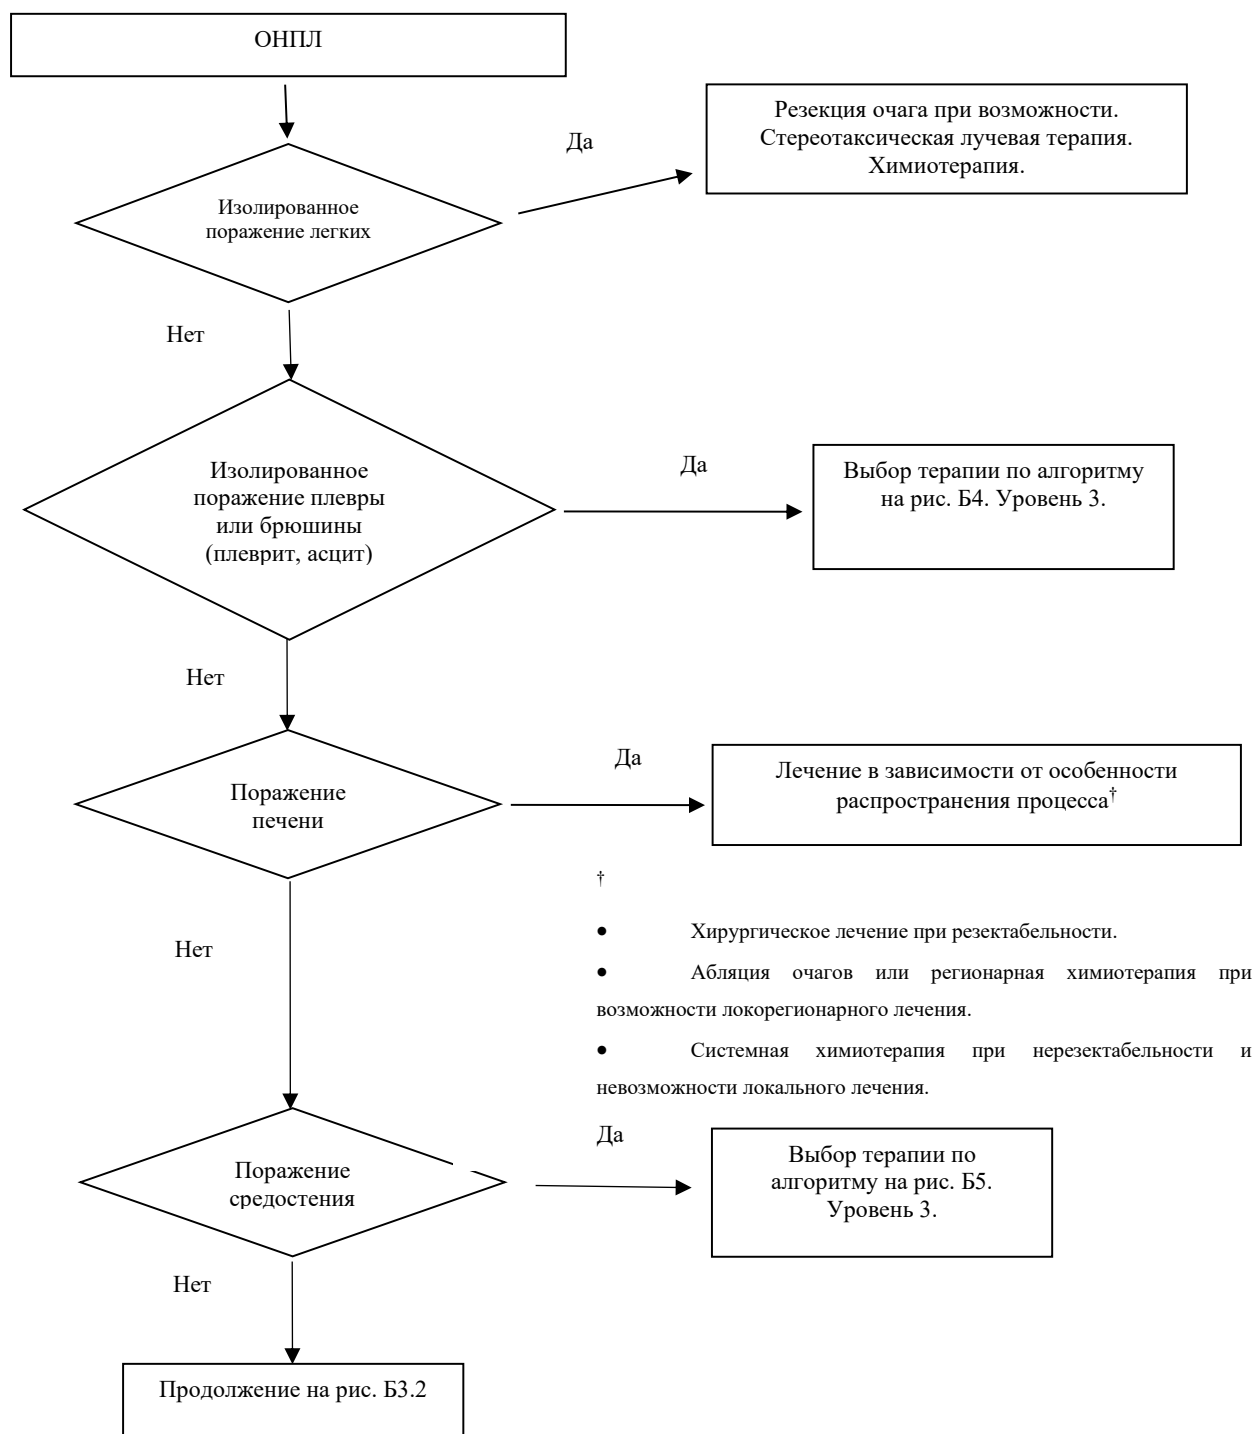 ОНПЛ
Да
Резекция очага при возможности.
Стереотаксическая лучевая терапия.
Химиотерапия.
Изолированное
поражение легких
Нет
Изолированное
поражение плевры
или брюшины
(плеврит, асцит)
Да
Выбор терапии по алгоритму
на рис. Б4. Уровень 3.
Нет
Поражение
печени
Да
Лечение в зависимости от особенности
распространения процесса†
†
● Хирургическое лечение при резектабельности.
● Абляция очагов или регионарная химиотерапия при
возможности локорегионарного лечения.
● Системная химиотерапия при нерезектабельности и
невозможности локального лечения.
Нет
Поражение
средостения
Да
Выбор терапии по
алгоритму на рис. Б5.
Уровень 3.
Нет
Продолжение на рис. Б3.2